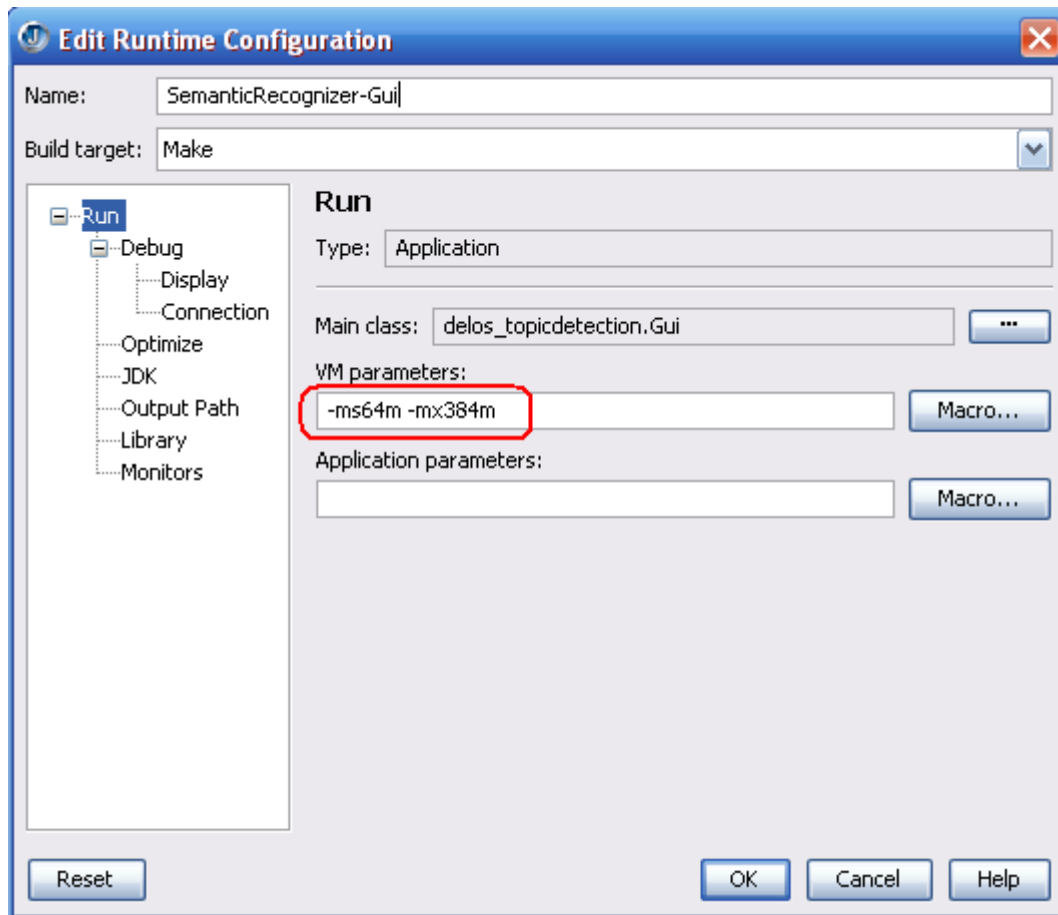 Edit Runtime Configuration
Name: SemanticRecognizer-Gui
Build target: Make
Run
Debug
Display
Connection
Optimize
JDK
Output Path
Library
Monitors
Run
Type: Application
Main class: delos_topicdetection.Gui ...
VM parameters:
-ms64m -mx384m Macro...
Application parameters:
Macro...
Reset OK Cancel Help